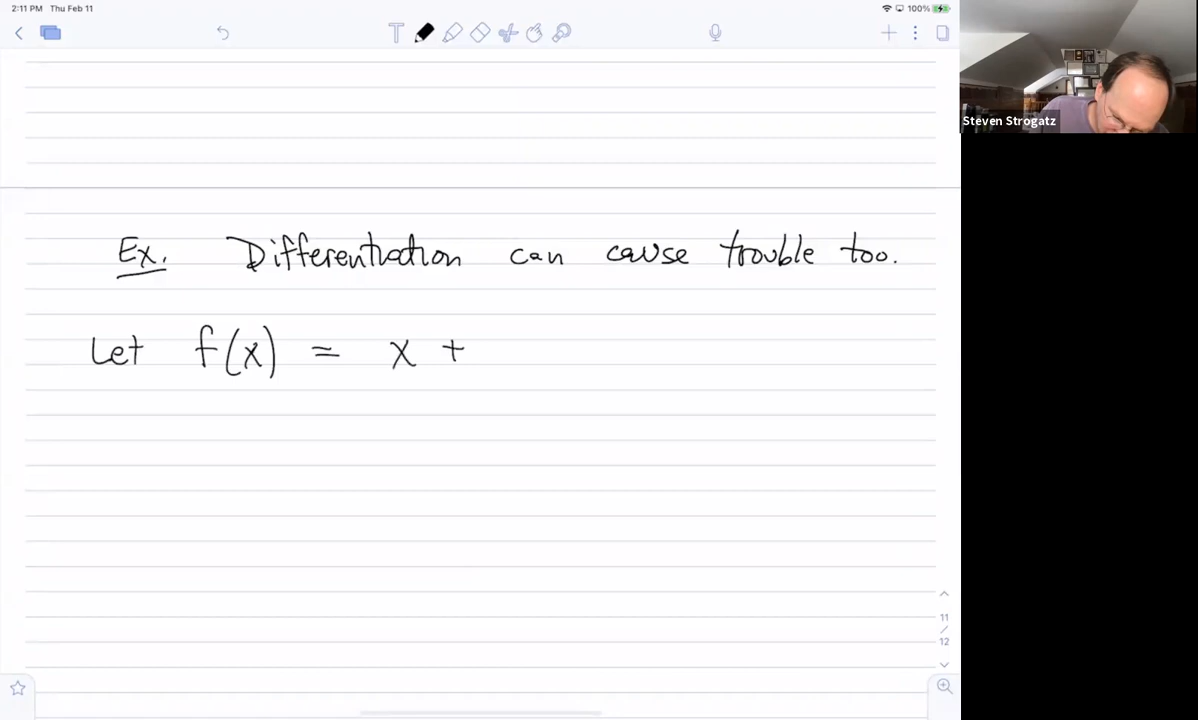 2:11 PM Thu Feb 11
100%
T
Steven Strogatz
Ex. Differentiation can cause trouble too.
Let f(x) = x +
11
/
12